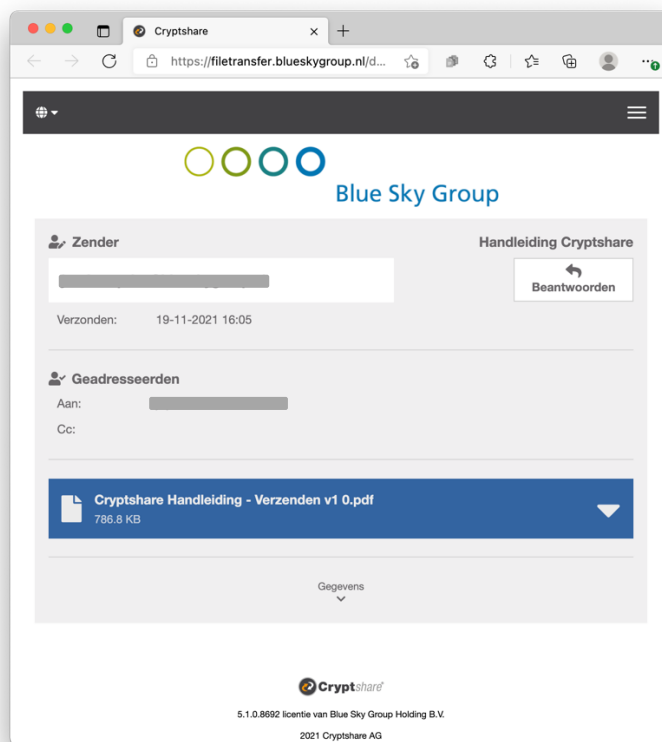 Cryptshare
https://filetransfer.blueskygroup.nl/d...
Blue Sky Group
Zender
Handleiding Cryptshare
Beantwoorden
Verzonden: 19-11-2021 16:05
Geadresseerden
Aan:
Cc:
Cryptshare Handleiding - Verzenden v1 0.pdf
786.8 KB
Gegevens
Cryptshare
5.1.0.8692 licentie van Blue Sky Group Holding B.V.
2021 Cryptshare AG